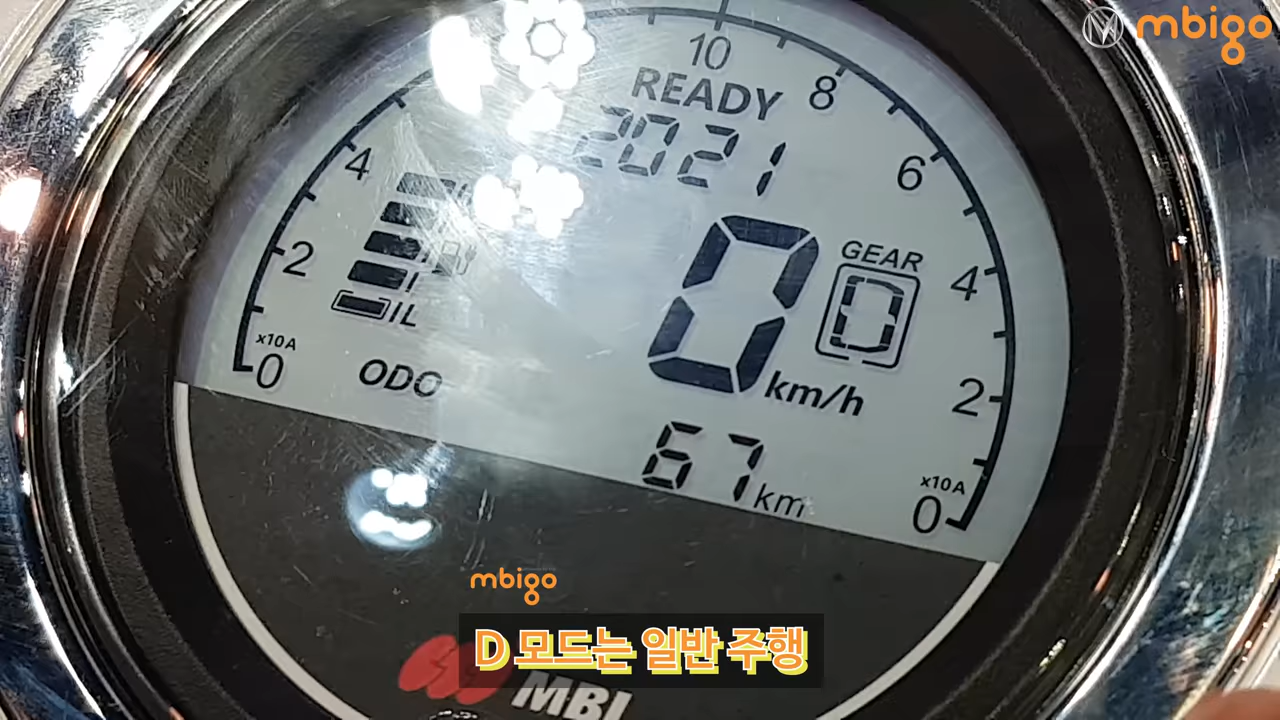 mbigo
10
8
READY
2021
4
6
GEAR
0
D
2
4
IL
x10A
0
ODO
km/h
2
67 km
x10A
0
mbigo
D 모드는 일반 주행
MBI